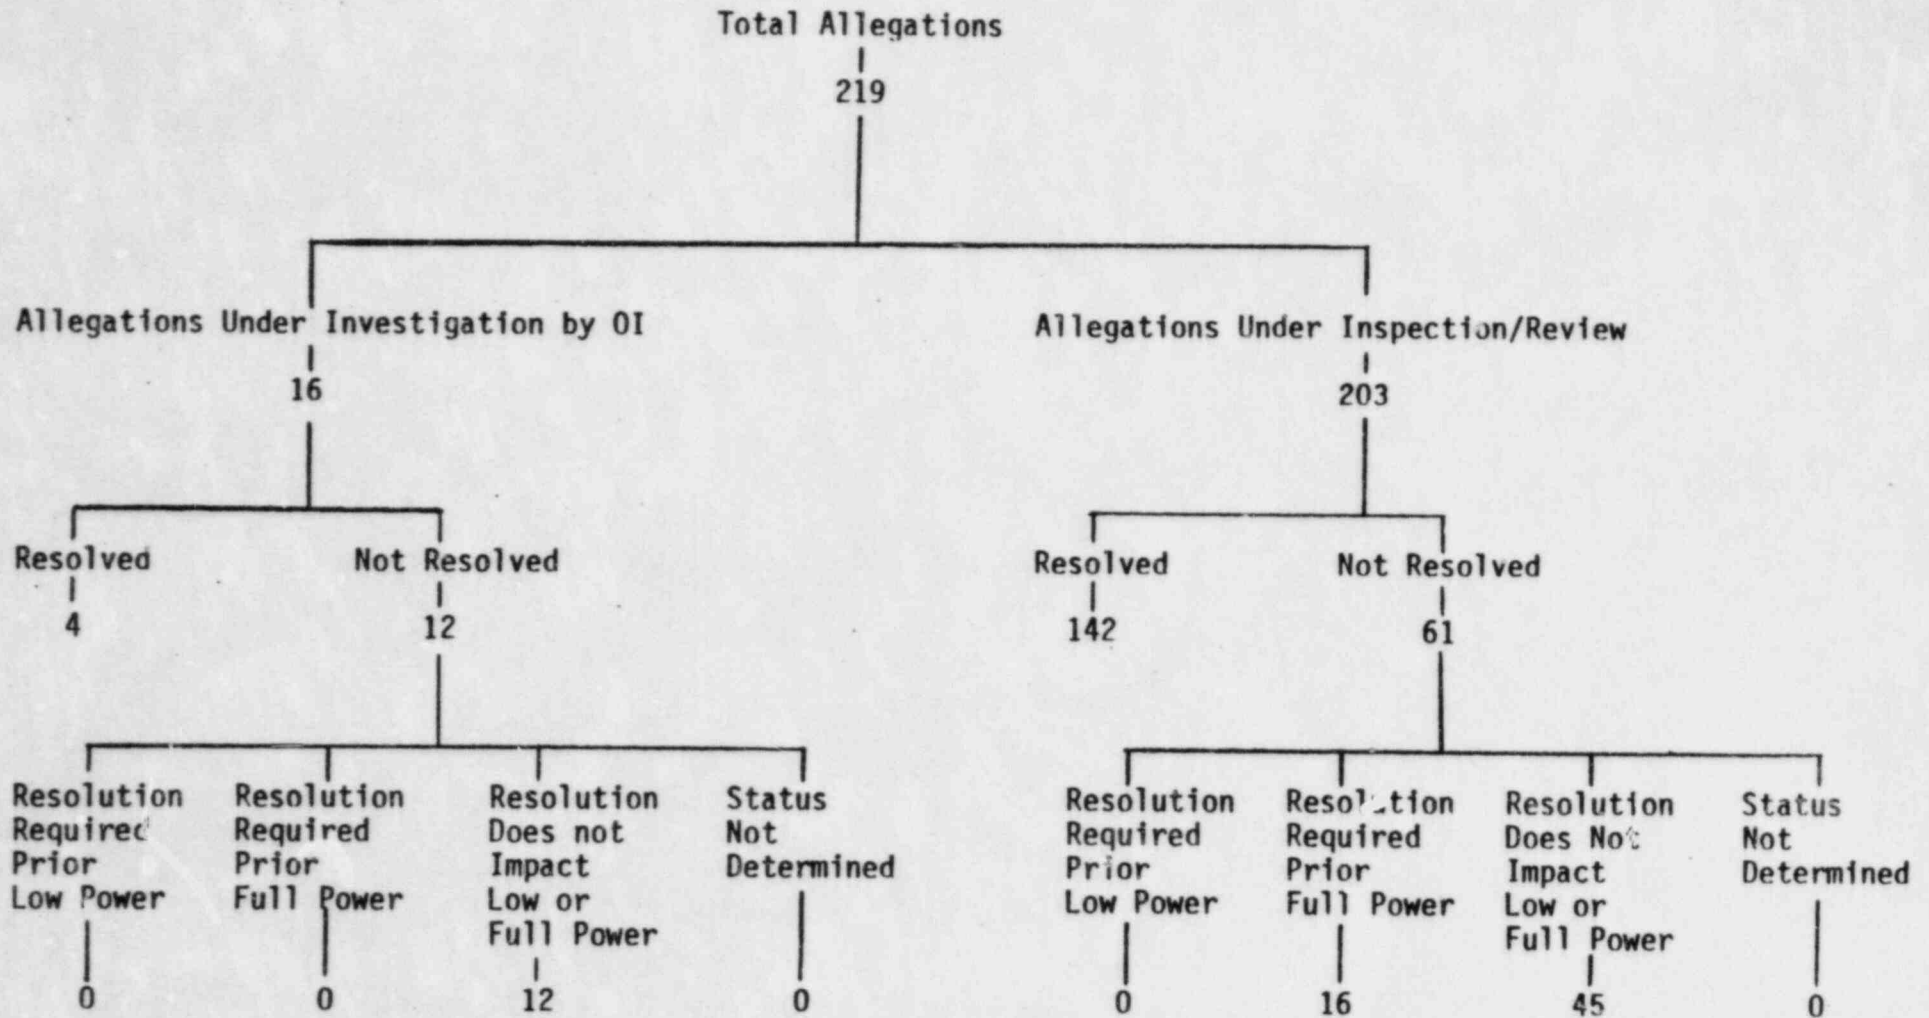 Total Allegations
219
Allegations Under Investigation by OI
16
Allegations Under Inspection/Review
203
Resolved
4
Not Resolved
12
Resolved
142
Not Resolved
61
Resolution
Required
Prior
Low Power
0
Resolution
Required
Prior
Full Power
0
Resolution
Does not
Impact
Low or
Full Power
12
Status
Not
Determined
0
Resolution
Required
Prior
Low Power
0
Resolution
Required
Prior
Full Power
16
Resolution
Does Not
Impact
Low or
Full Power
45
Status
Not
Determined
0